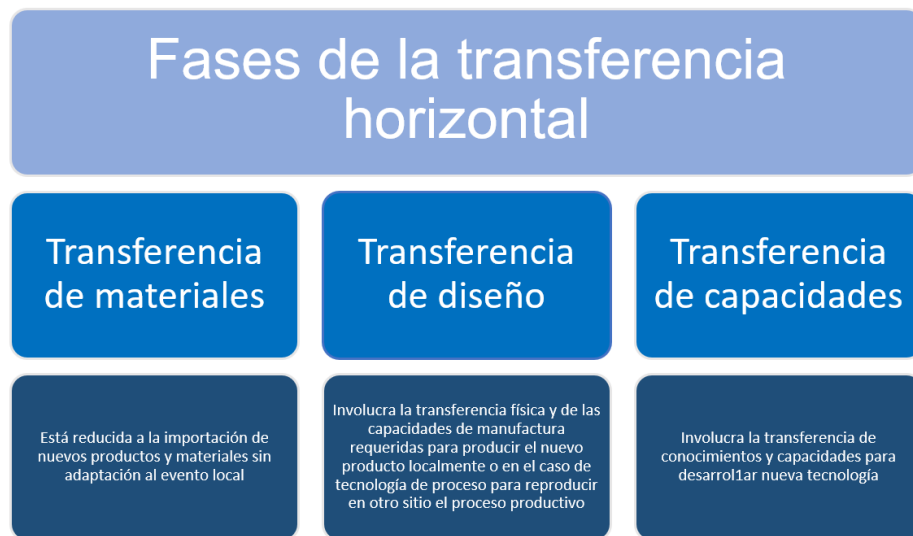 Fases de la transferencia
horizontal
Transferencia
de materiales
Transferencia
de diseño
Transferencia
de capacidades
Está reducida a la importación de
nuevos productos y materiales sin
adaptación al evento local
Involucra la transferencia física y de las
capacidades de manufactura
requeridas para producir el nuevo
producto localmente o en el caso de
tecnología de proceso para reproducir
en otro sitio el proceso productivo
Involucra la transferencia de
conocimientos y capacidades para
desarrol1ar nueva tecnología